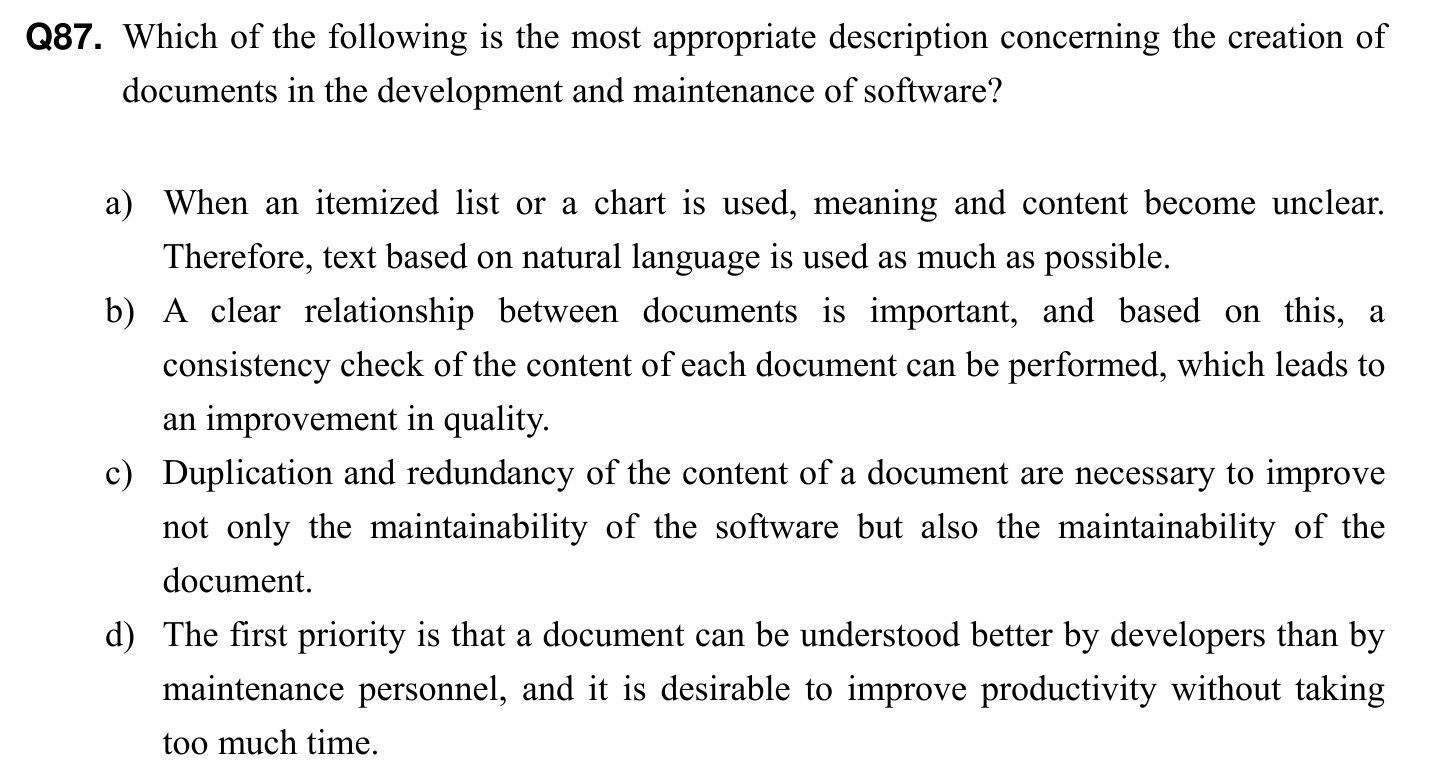 Q87. Which of the following is the most appropriate description concerning the creation of
documents in the development and maintenance of software?
a) When an itemized list or a chart is used, meaning and content become unclear.
Therefore, text based on natural language is used as much as possible.
b) A clear relationship between documents is important, and based on this, a
consistency check of the content of each document can be performed, which leads to
an improvement in quality.
c) Duplication and redundancy of the content of a document are necessary to improve
not only the maintainability of the software but also the maintainability of the
document.
d) The first priority is that a document can be understood better by developers than by
maintenance personnel, and it is desirable to improve productivity without taking
too much time.